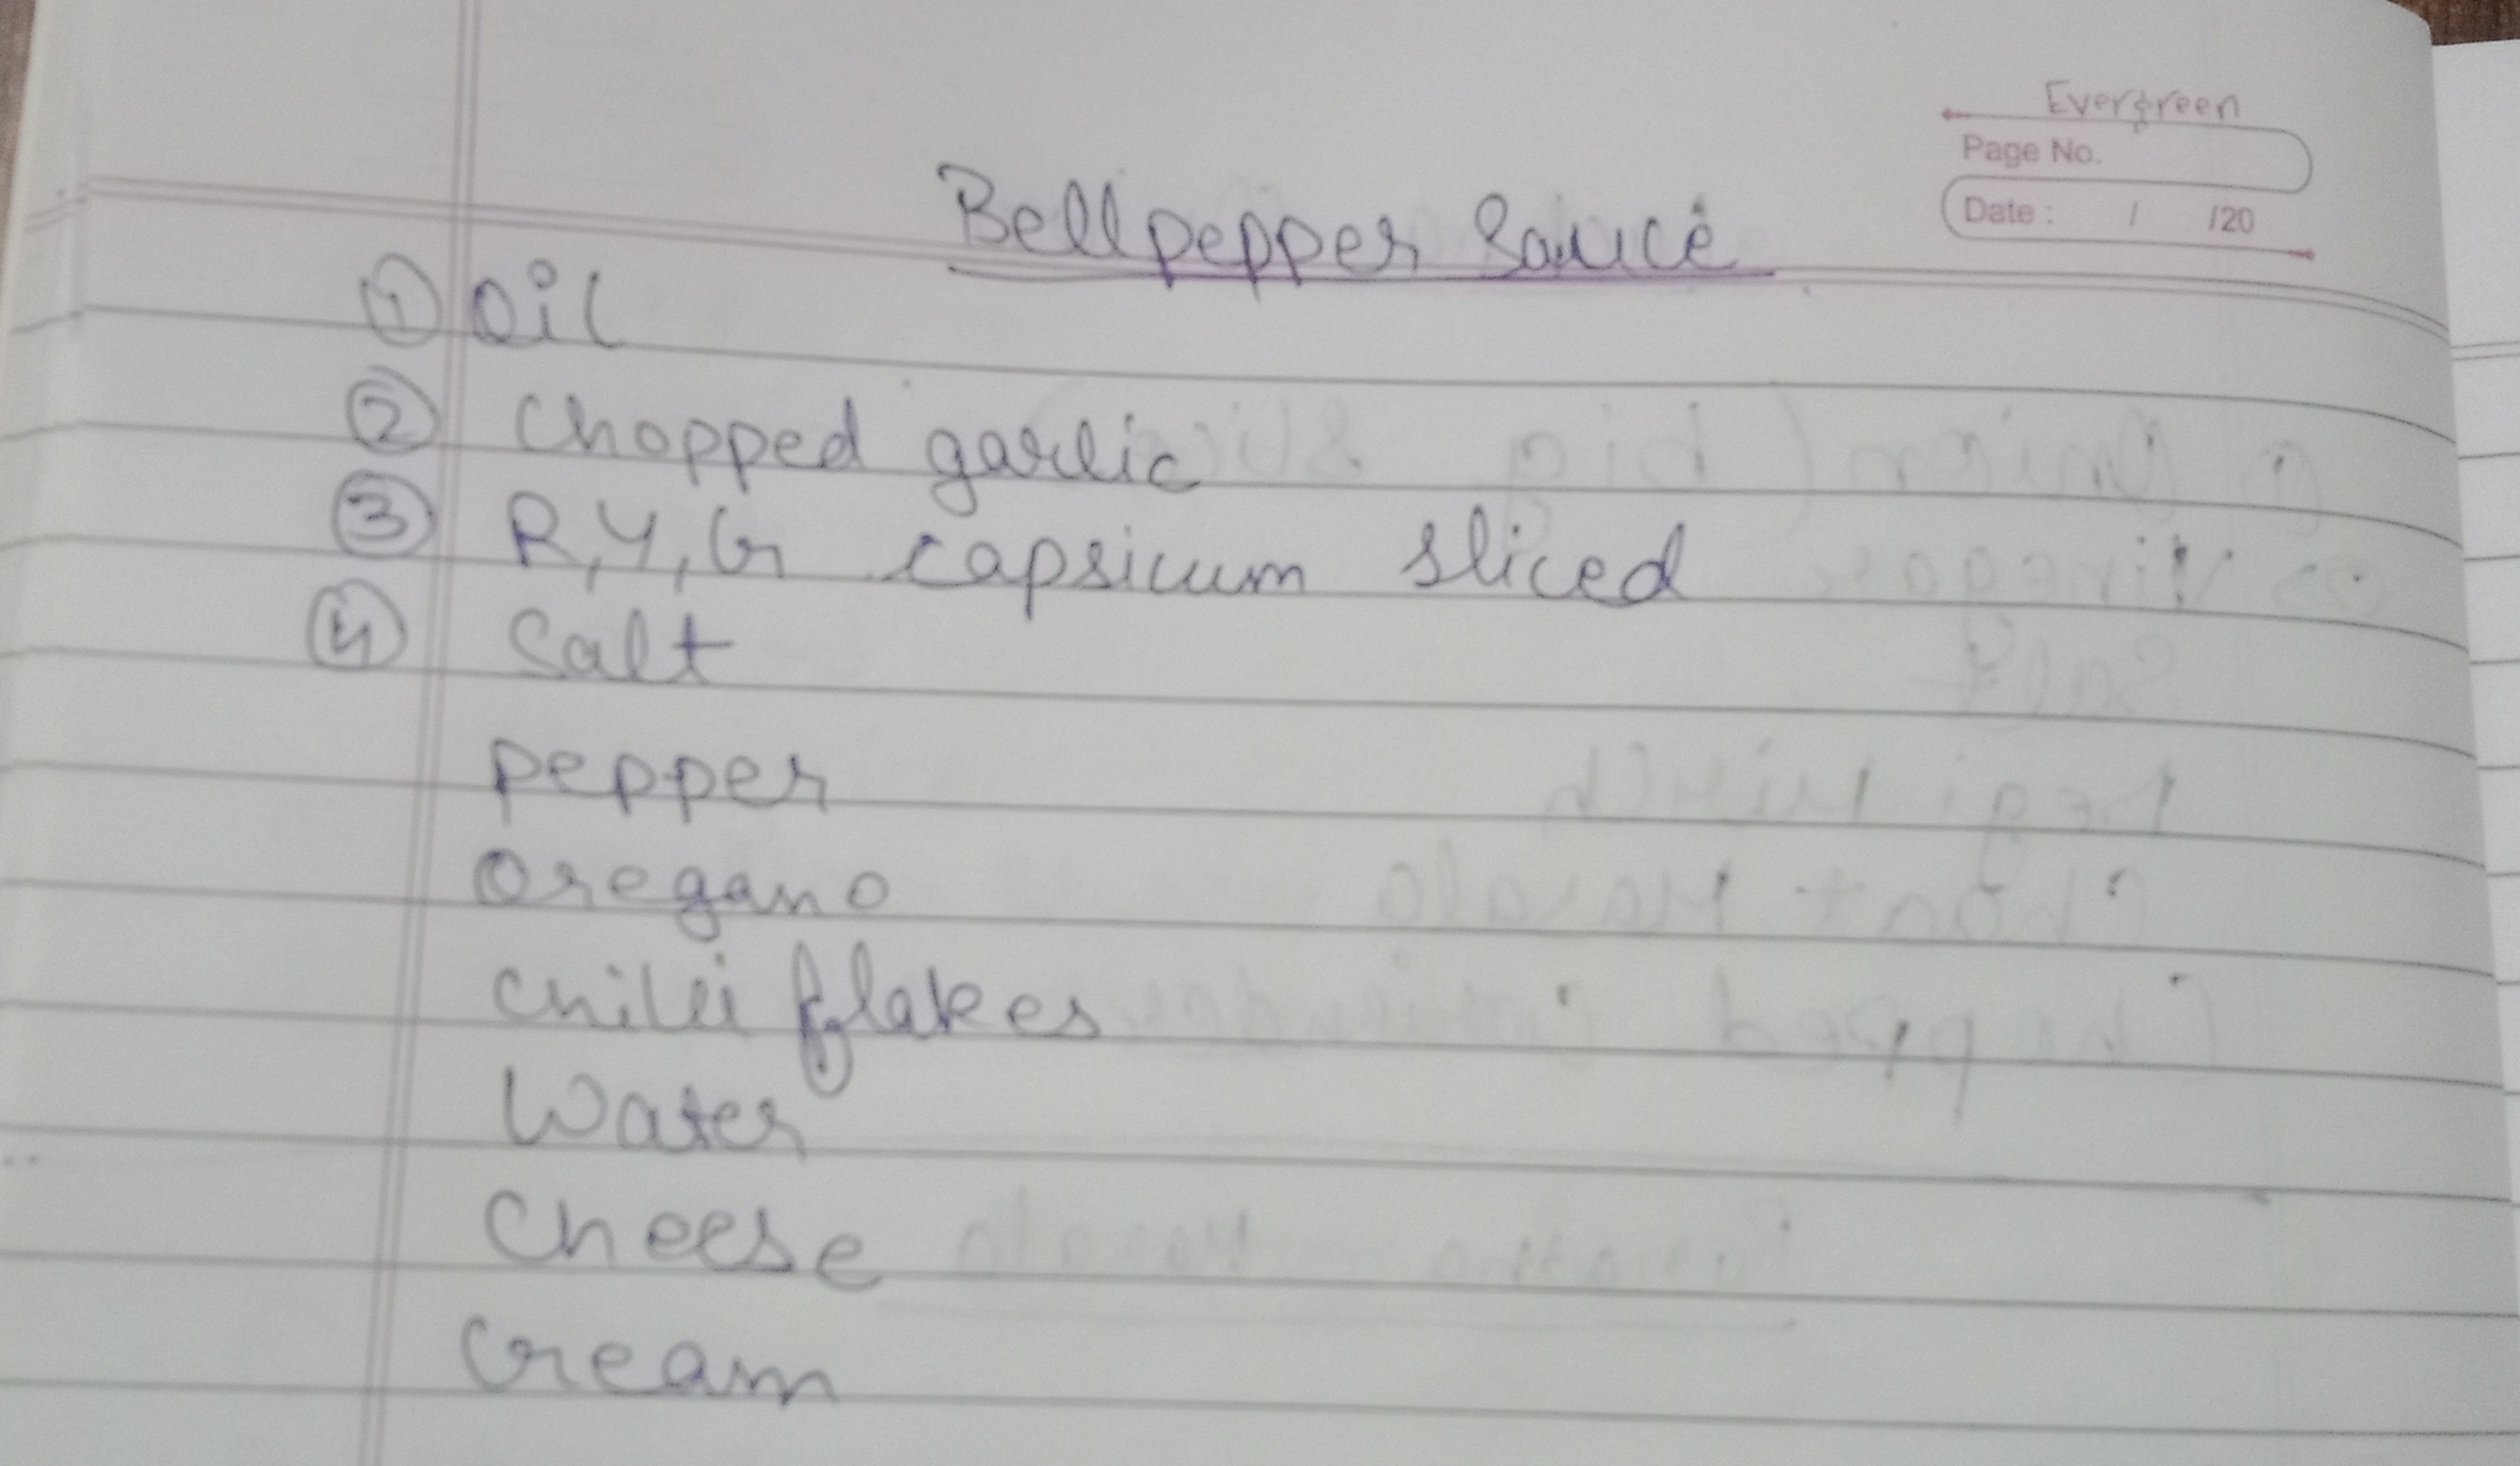 Evergreen
Page No.
Date : / /20
Bellpepper Sauce
① Oil
② Chopped garlic
③ R, Y, Gr capsicum sliced
④ Salt
Pepper
Oregano
Chilli flakes
Water
Cheese
Cream